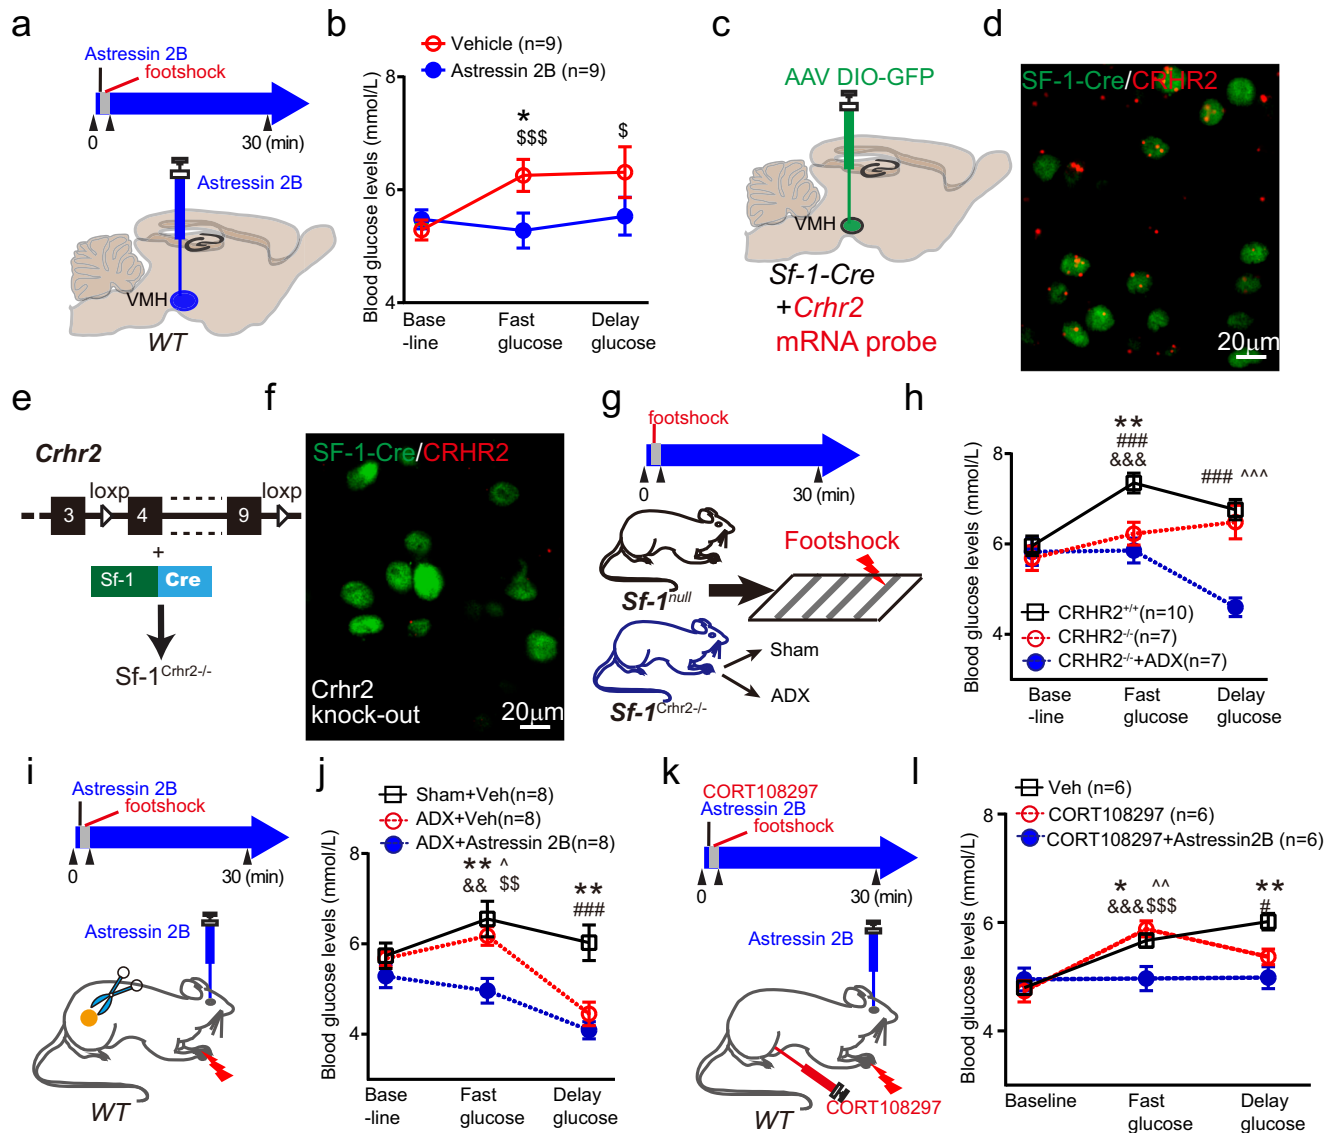 a
Astressin 2B
footshock
0
30 (min)
Astressin 2B
VMH
WT
b
Vehicle (n=9)
Astressin 2B (n=9)
Blood glucose levels (mmol/L)
8
6
4
*
$$$
$
Base
-line
Fast
glucose
Delay
glucose
c
AAV DIO-GFP
VMH
Sf-1-Cre
+Crhr2
mRNA probe
d
SF-1-Cre/CRHR2
20μm
e
Crhr2
loxp
loxp
3
4
9
+
Sf-1
Cre
Sf-1Crhr2-/-
f
SF-1-Cre/CRHR2
Crhr2
knock-out
20μm
g
footshock
0
30 (min)
Footshock
Sf-1null
Sham
ADX
Sf-1Crhr2-/-
h
Blood glucose levels (mmol/L)
8
6
4
**
###
&&&
### ^^^
CRHR2+/+(n=10)
CRHR2-/-(n=7)
CRHR2-/-+ADX(n=7)
Base
-line
Fast
glucose
Delay
glucose
i
Astressin 2B
footshock
0
30 (min)
Astressin 2B
WT
j
Sham+Veh(n=8)
ADX+Veh(n=8)
ADX+Astressin 2B(n=8)
Blood glucose levels (mmol/L)
8
6
4
** ^
&& $$
**
###
Base
-line
Fast
glucose
Delay
glucose
k
CORT108297
Astressin 2B
footshock
0
30 (min)
Astressin 2B
CORT108297
WT
l
Veh (n=6)
CORT108297 (n=6)
CORT108297+Astressin2B (n=6)
Blood glucose levels (mmol/L)
8
6
4
* ^^
&&&$$$
**
#
Baseline
Fast
glucose
Delay
glucose